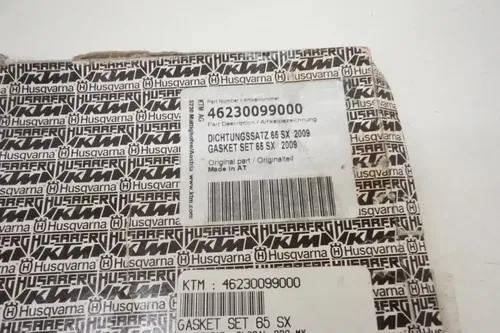 HUSABERG
KTM
Husqvarna
KTM AG
5230 Mattighofen/Austria
www.ktm.com
Part Number / Artikelnummer
46230099000
Part Description / Artikelbezeichnung
DICHTUNGSSATZ 65 SX 2009
GASKET SET 65 SX 2009
Original part / Originalteil
Made in AT
KTM : 46230099000
GASKET SET 65 SX